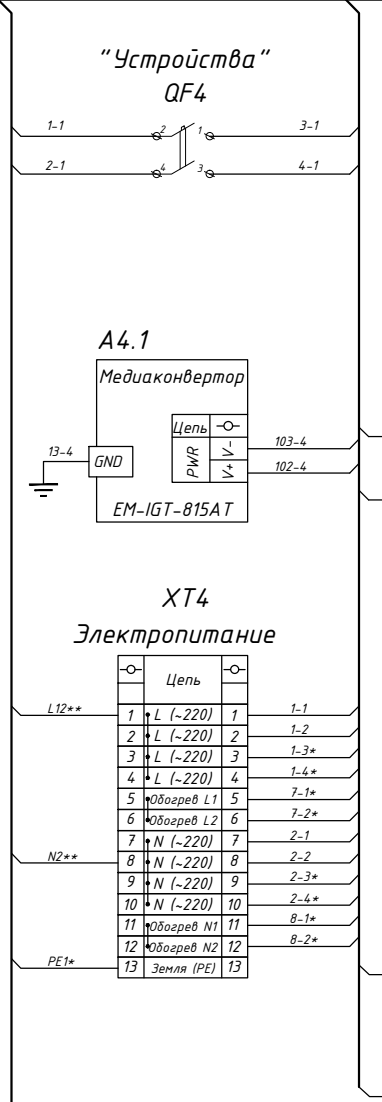 "Устройства"
QF4
1-1 2 1 3-1
2-1 4 3 4-1
A4.1
Медиаконвертор
Цепь
13-4 GND PWR V- 103-4
V+ 102-4
EM-IGT-815AT
XT4
Электропитание
Цепь
L12** 1 L (~220) 1 1-1
2 L (~220) 2 1-2
3 L (~220) 3 1-3*
4 L (~220) 4 1-4*
5 Обогрев L1 5 7-1*
6 Обогрев L2 6 7-2*
7 N (~220) 7 2-1
N2** 8 N (~220) 8 2-2
9 N (~220) 9 2-3*
10 N (~220) 10 2-4*
11 Обогрев N1 11 8-1*
12 Обогрев N2 12 8-2*
PE1* 13 Земля (PE) 13